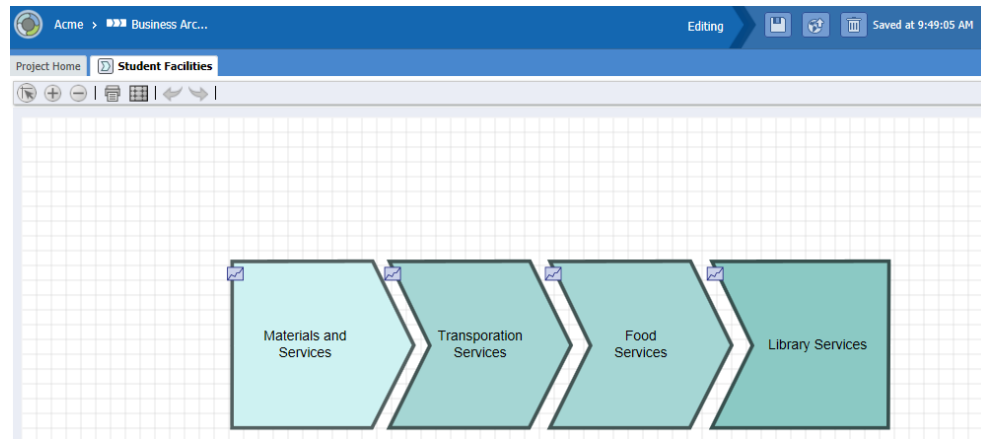 Acme > Business Arc...
Editing
Saved at 9:49:05 AM
Project Home
Student Facilities
Materials and
Services
Transporation
Services
Food
Services
Library Services